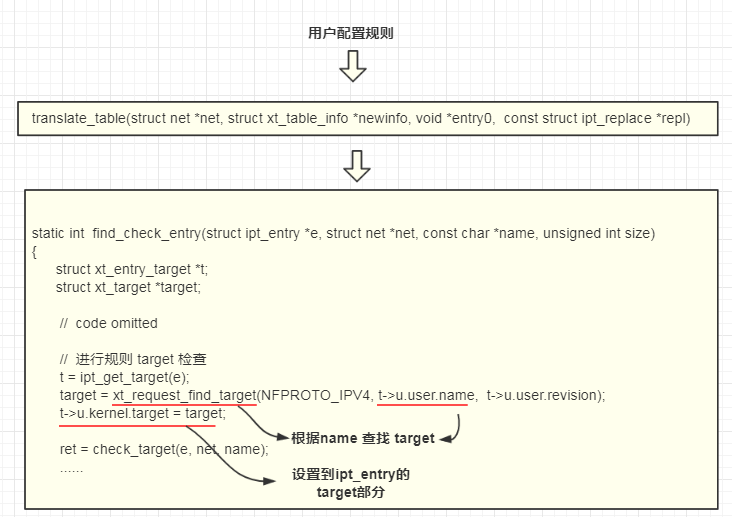 用户配置规则
translate_table(struct net *net, struct xt_table_info *newinfo, void *entry0,  const struct ipt_replace *repl)
static int  find_check_entry(struct ipt_entry *e, struct net *net, const char *name, unsigned int size)
{
struct xt_entry_target *t;
struct xt_target *target;
//  code omitted
//  进行规则 target 检查
t = ipt_get_target(e);
target = xt_request_find_target(NFPROTO_IPV4, t->u.user.name,  t->u.user.revision);
t->u.kernel.target = target;
根据name 查找 target
ret = check_target(e, net, name);
......
设置到ipt_entry的
target部分